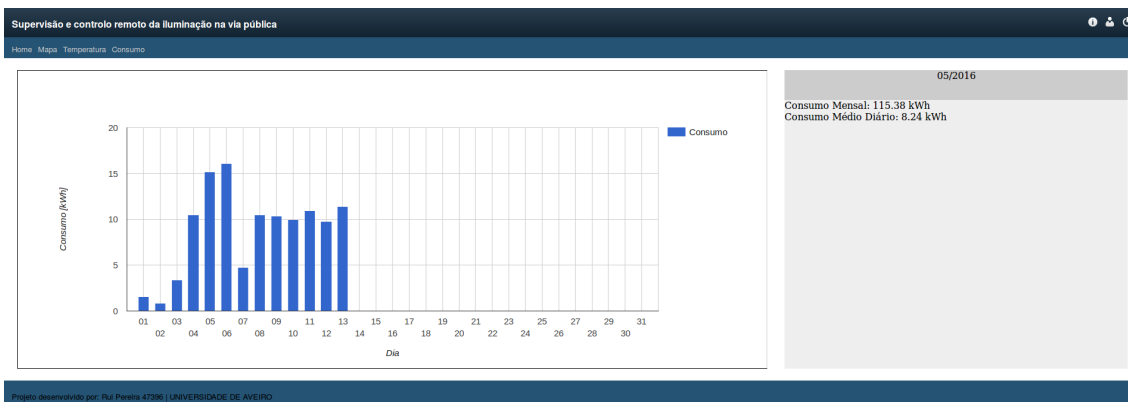 Supervisão e controlo remoto da iluminação na via pública
Home Mapa Temperatura Consumo
05/2016
Consumo Mensal: 115.38 kWh
Consumo Médio Diário: 8.24 kWh
Consumo
Consumo [kWh]
20
15
10
5
0
01 03 05 07 09 11 13 15 17 19 21 23 25 27 29 31
02 04 06 08 10 12 14 16 18 20 22 24 26 28 30
Dia
Projeto desenvolvido por: Rui Pereira 47396 | UNIVERSIDADE DE AVEIRO